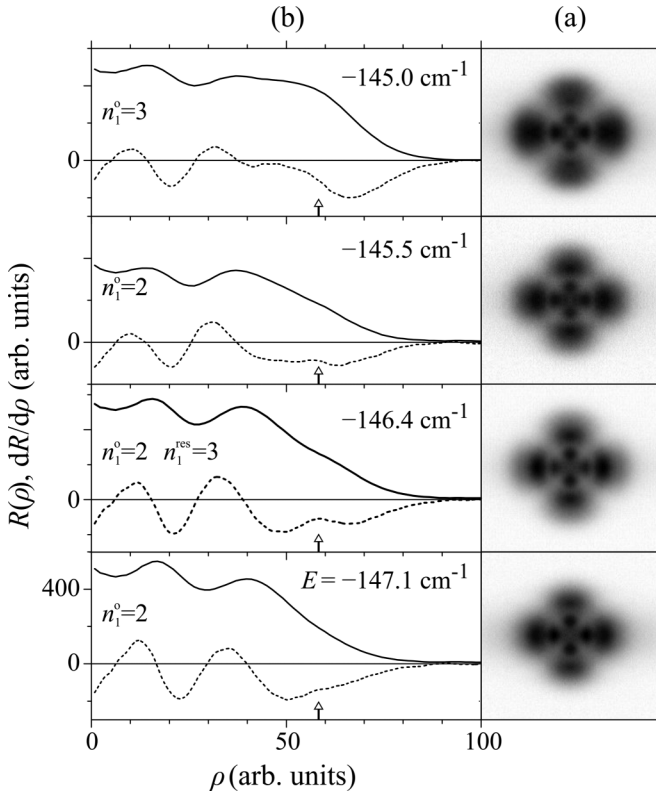 (b) (a)
−145.0 cm⁻¹
n₁ᵒ=3
0
−145.5 cm⁻¹
n₁ᵒ=2
0
−146.4 cm⁻¹
n₁ᵒ=2 n₁ʳᵉˢ=3
0
E = −147.1 cm⁻¹
400
n₁ᵒ=2
0
0 50 100
ρ (arb. units)
R(ρ), dR/dρ (arb. units)